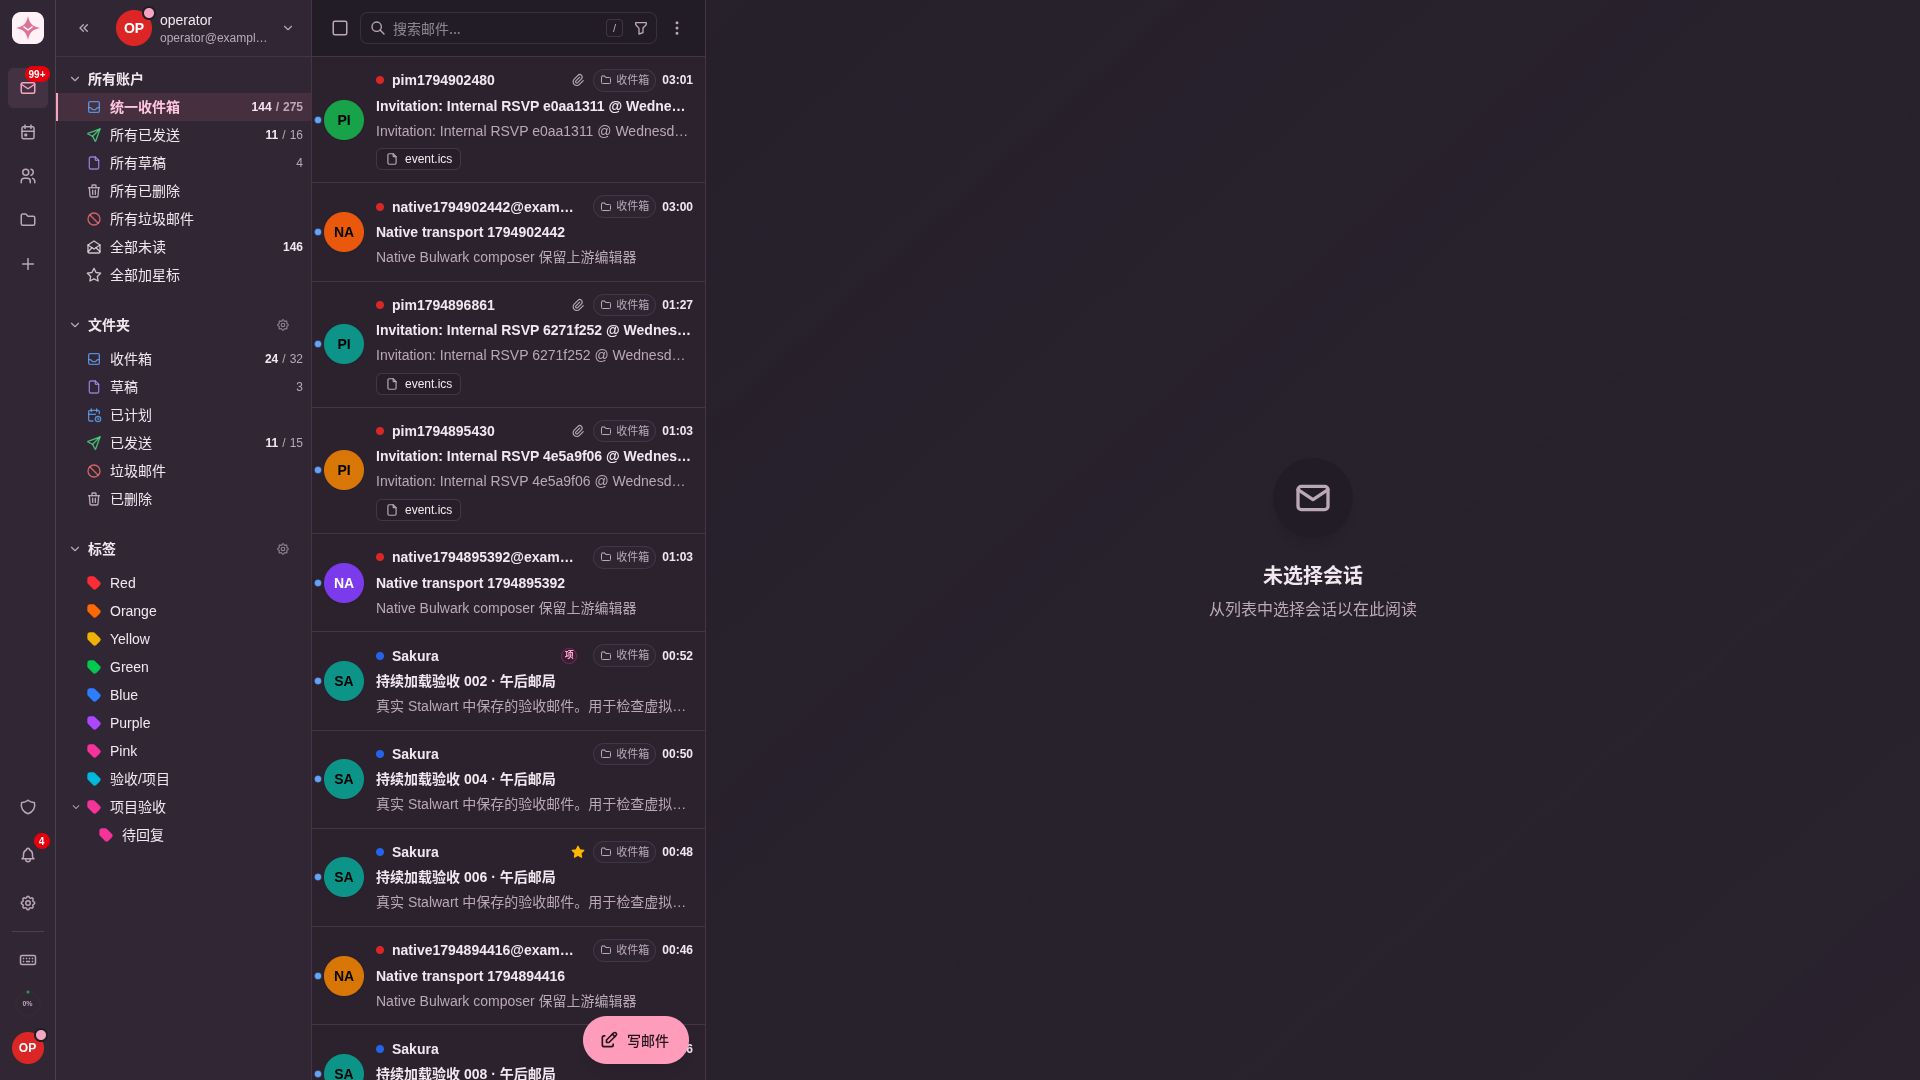 OP
operator
operator@exampl…
搜索邮件...
/
99+
所有账户
统一收件箱 144 / 275
所有已发送 11 / 16
所有草稿 4
所有已删除
所有垃圾邮件
全部未读 146
全部加星标
文件夹
收件箱 24 / 32
草稿 3
已计划
已发送 11 / 15
垃圾邮件
已删除
标签
Red
Orange
Yellow
Green
Blue
Purple
Pink
验收/项目
项目验收
待回复
4
0%
OP
pim1794902480 收件箱 03:01
PI
Invitation: Internal RSVP e0aa1311 @ Wedne…
Invitation: Internal RSVP e0aa1311 @ Wednesd…
event.ics
native1794902442@exam… 收件箱 03:00
NA
Native transport 1794902442
Native Bulwark composer 保留上游编辑器
pim1794896861 收件箱 01:27
PI
Invitation: Internal RSVP 6271f252 @ Wednes…
Invitation: Internal RSVP 6271f252 @ Wednesd…
event.ics
pim1794895430 收件箱 01:03
PI
Invitation: Internal RSVP 4e5a9f06 @ Wednes…
Invitation: Internal RSVP 4e5a9f06 @ Wednesd…
event.ics
native1794895392@exam… 收件箱 01:03
NA
Native transport 1794895392
Native Bulwark composer 保留上游编辑器
Sakura 项 收件箱 00:52
SA
持续加载验收 002 · 午后邮局
真实 Stalwart 中保存的验收邮件。用于检查虚拟…
Sakura 收件箱 00:50
SA
持续加载验收 004 · 午后邮局
真实 Stalwart 中保存的验收邮件。用于检查虚拟…
Sakura 收件箱 00:48
SA
持续加载验收 006 · 午后邮局
真实 Stalwart 中保存的验收邮件。用于检查虚拟…
native1794894416@exam… 收件箱 00:46
NA
Native transport 1794894416
Native Bulwark composer 保留上游编辑器
Sakura
SA
持续加载验收 008 · 午后邮局
写邮件
未选择会话
从列表中选择会话以在此阅读